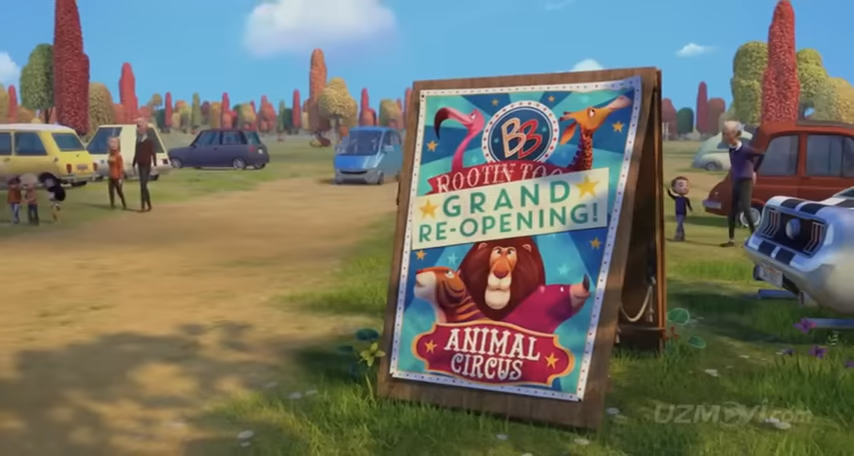 BB
ROOTIN' TOO
GRAND
RE-OPENING!
ANIMAL
CIRCUS
UZMOVi.com